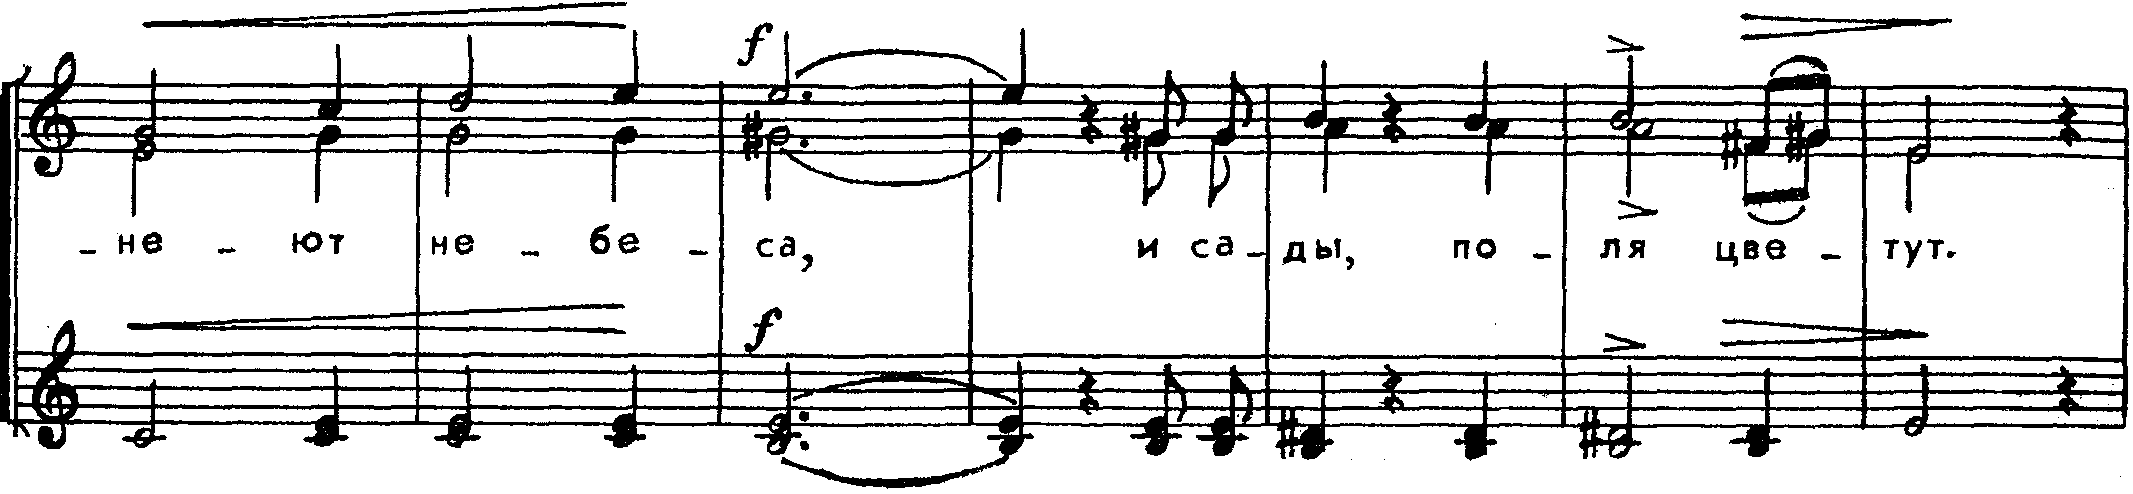 f
_ не _ ют не _ бе _ са, и са _ ды, по _ ля цве _ тут.
f